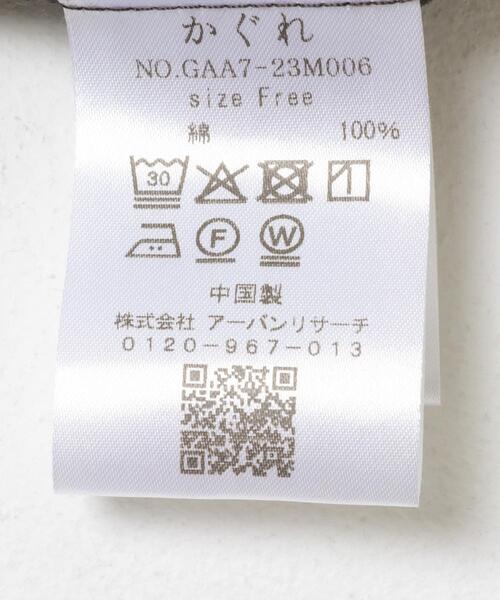 かぐれ
NO.GAA7-23M006
size Free
綿 100%
30
F W
中国製
株式会社 アーバンリサーチ
0120-967-013